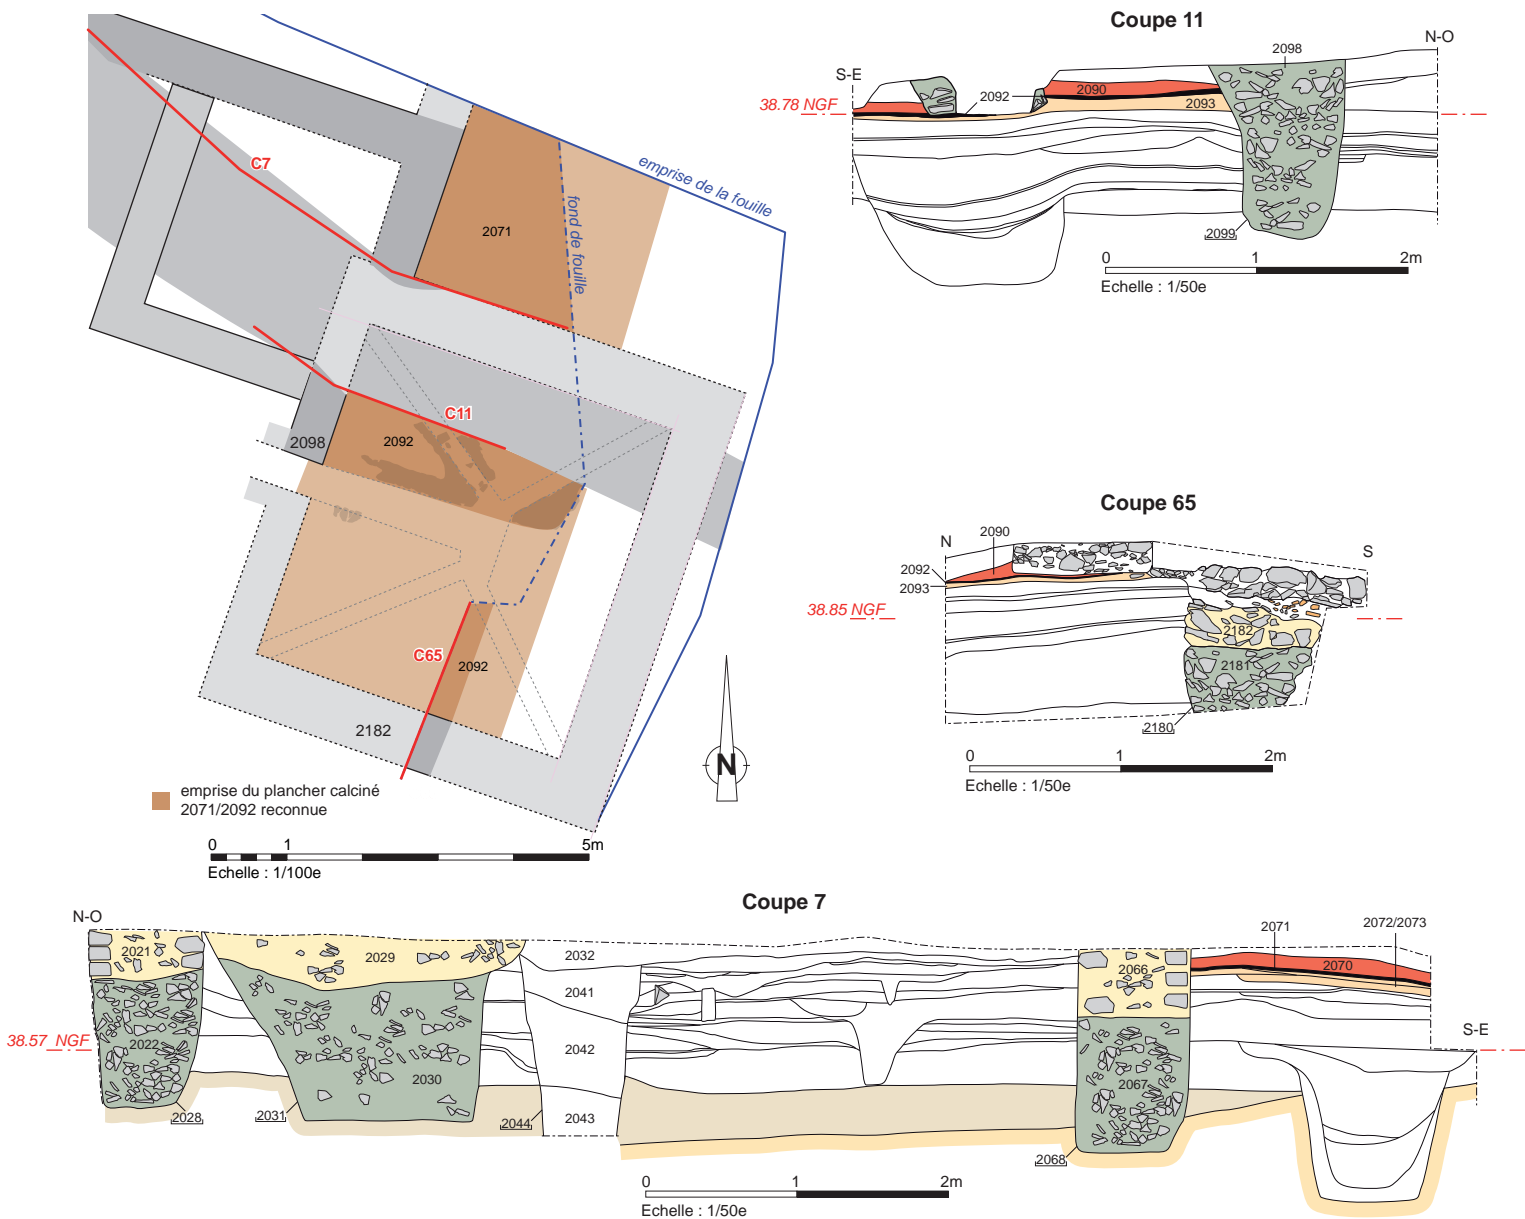 Coupe 11
N-O
2098
S-E
2092
2090
2093
38.78 NGF
2099
0 1 2m
Echelle : 1/50e
C7
emprise de la fouille
fond de fouille
2071
C11
2092
2098
C65
2092
2182
N
emprise du plancher calciné
2071/2092 reconnue
0 1 5m
Echelle : 1/100e
Coupe 65
N
2090
S
2092
2093
38.85 NGF
2182
2181
2180
0 1 2m
Echelle : 1/50e
Coupe 7
N-O
2071
2072/2073
2021
2029
2032
2066
2070
2041
S-E
38.57 NGF
2022
2042
2030
2067
2028
2031
2044
2043
2068
0 1 2m
Echelle : 1/50e